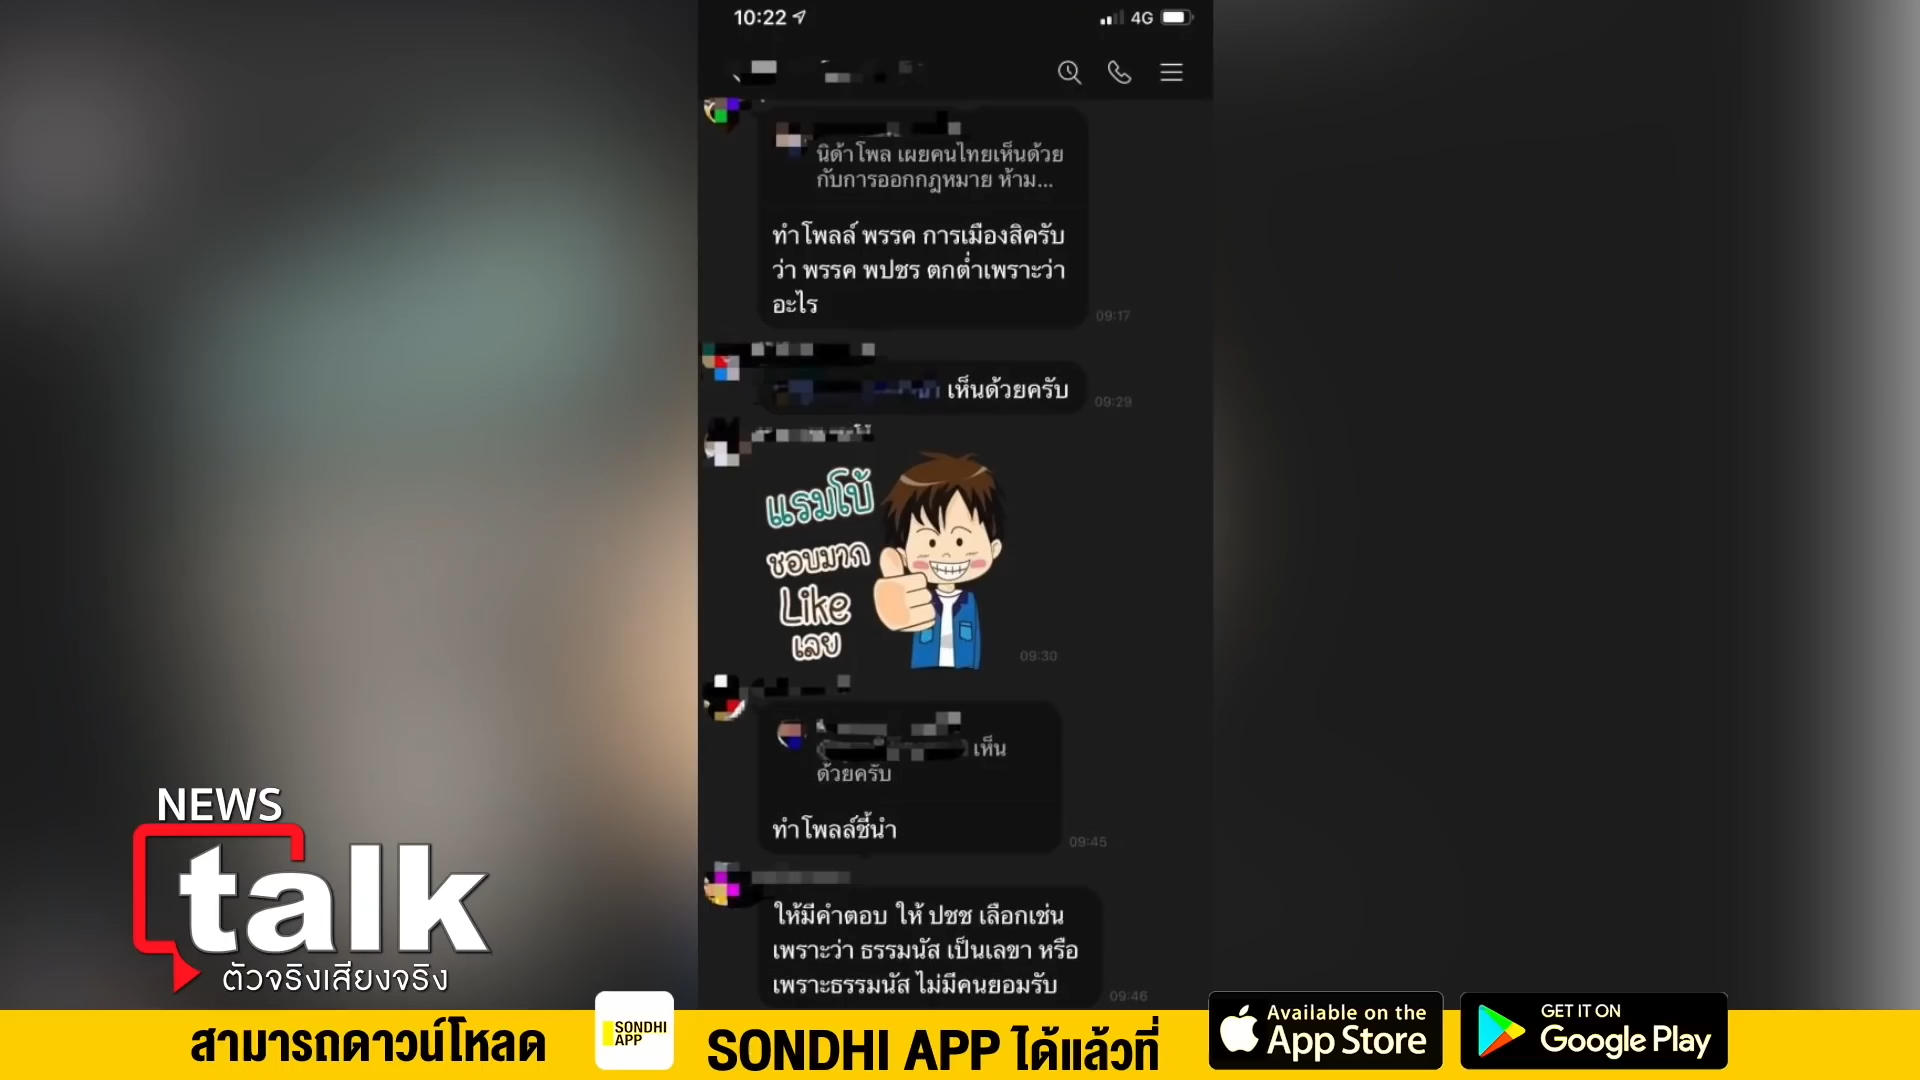 10:22
4G
นิด้าโพล เผยคนไทยเห็นด้วย
กับการออกกฎหมาย ห้าม...
ทำโพลล์ พรรค การเมืองสิครับ
ว่า พรรค พปชร ตกต่ำเพราะว่า
อะไร
09:17
เห็นด้วยครับ
09:29
แรมโบ้
ชอบมาก
Like
เลย
09:30
เห็น
ด้วยครับ
ทำโพลล์ชี้นำ
09:45
ให้มีคำตอบ ให้ ปชช เลือกเช่น
เพราะว่า ธรรมนัส เป็นเลขา หรือ
เพราะธรรมนัส ไม่มีคนยอมรับ
09:46
NEWS
talk
ตัวจริงเสียงจริง
สามารถดาวน์โหลด
SONDHI
APP
SONDHI APP ได้แล้วที่
Available on the
App Store
GET IT ON
Google Play